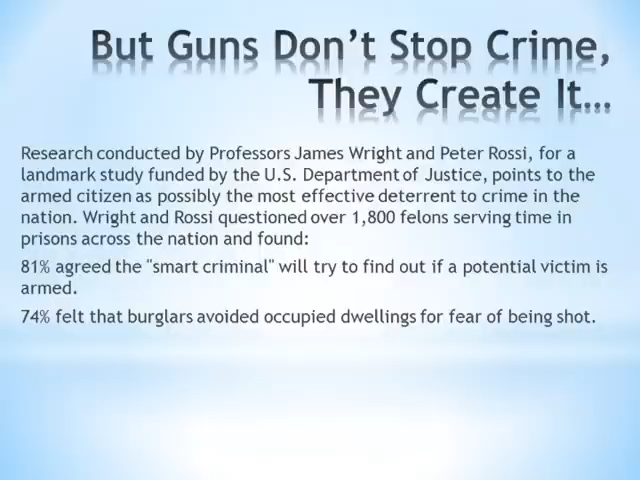 But Guns Don’t Stop Crime,
They Create It…
Research conducted by Professors James Wright and Peter Rossi, for a
landmark study funded by the U.S. Department of Justice, points to the
armed citizen as possibly the most effective deterrent to crime in the
nation. Wright and Rossi questioned over 1,800 felons serving time in
prisons across the nation and found:
81% agreed the "smart criminal" will try to find out if a potential victim is
armed.
74% felt that burglars avoided occupied dwellings for fear of being shot.